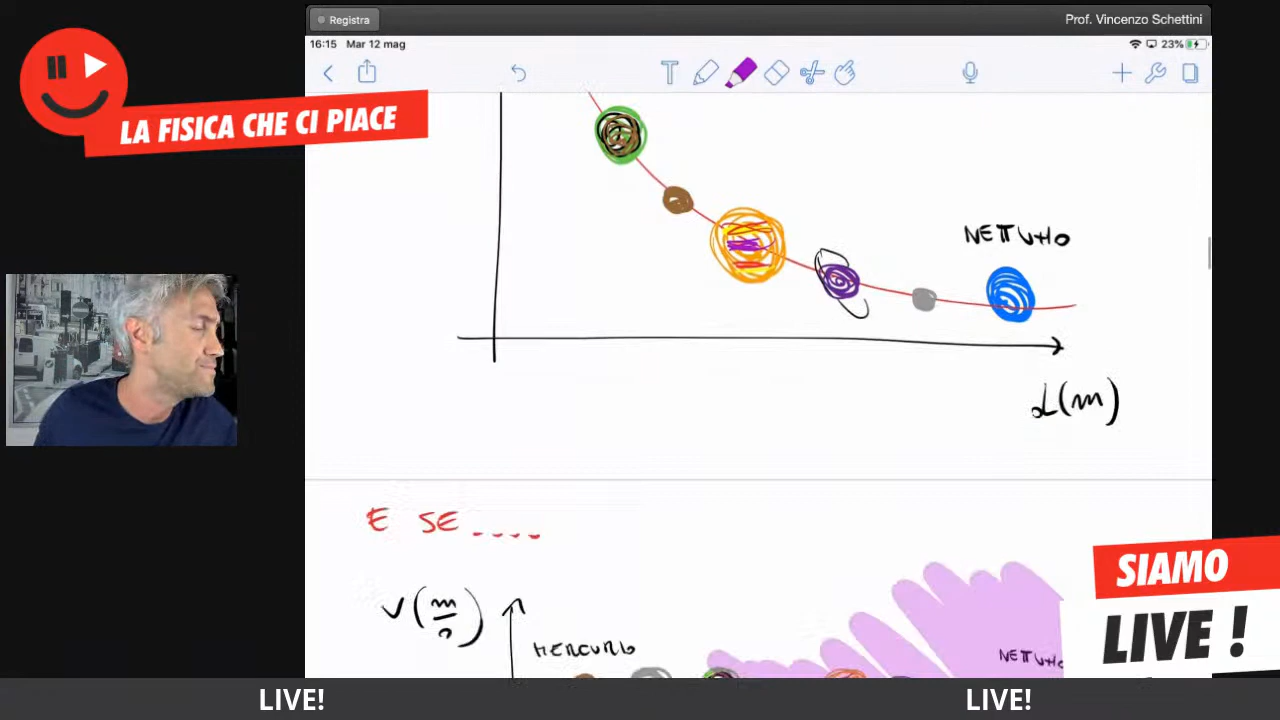 Registra
Prof. Vincenzo Schettini
16:15 Mar 12 mag
23%
T
LA FISICA CHE CI PIACE
NETTUNO
d(m)
E SE....
V(m/s)
MERCURIO
NETTUNO
SIAMO
LIVE !
LIVE!
LIVE!